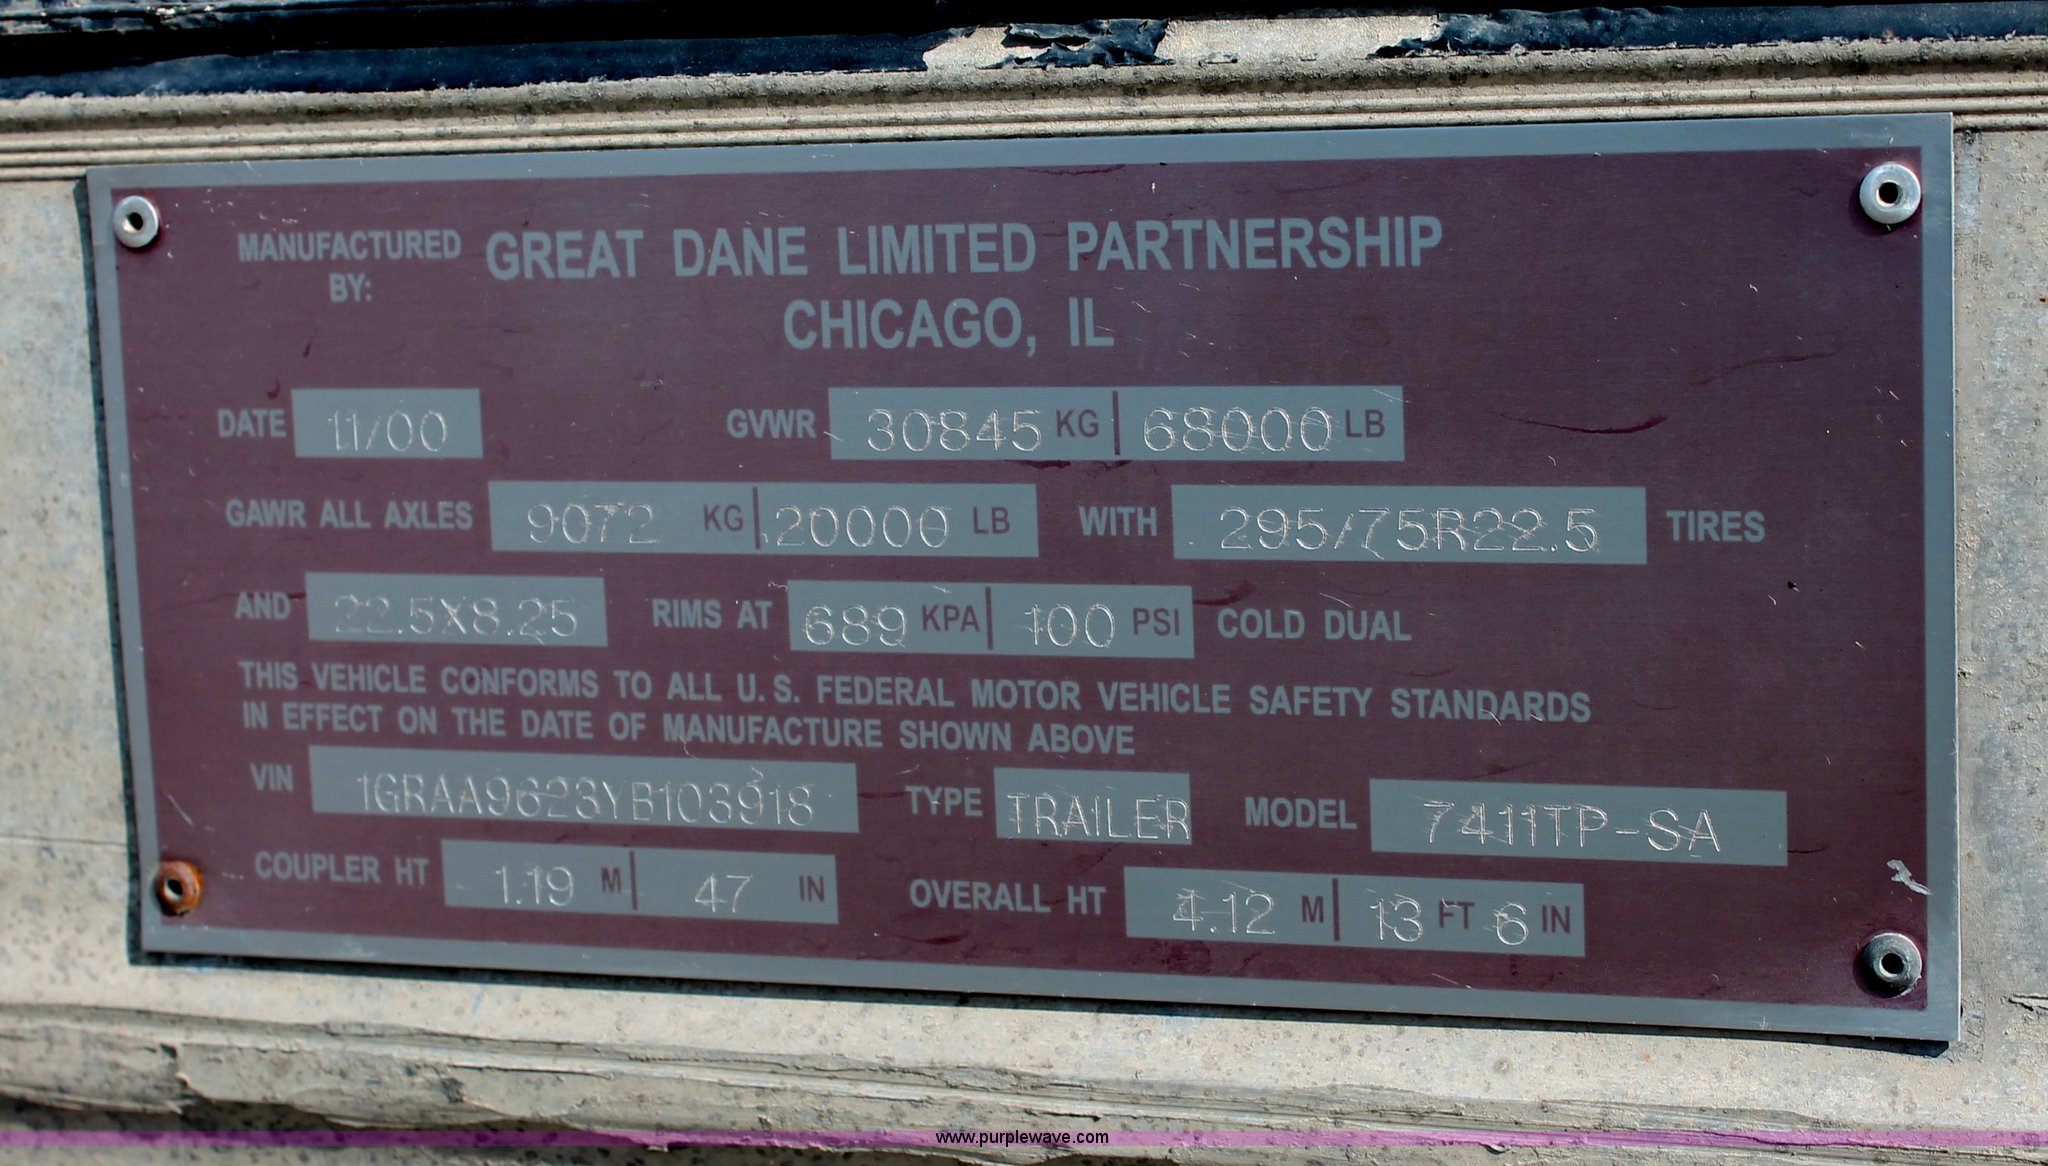 MANUFACTURED BY: GREAT DANE LIMITED PARTNERSHIP
CHICAGO, IL
DATE 11/00 GVWR 30845 KG 68000 LB
GAWR ALL AXLES 9072 KG 20000 LB WITH 295/75R22.5 TIRES
AND 22.5X8.25 RIMS AT 689 KPA 100 PSI COLD DUAL
THIS VEHICLE CONFORMS TO ALL U.S. FEDERAL MOTOR VEHICLE SAFETY STANDARDS
IN EFFECT ON THE DATE OF MANUFACTURE SHOWN ABOVE
VIN 1GRAA9623YB103918 TYPE TRAILER MODEL 7411TP-SA
COUPLER HT 1.19 M 47 IN OVERALL HT 4.12 M 13 FT 6 IN
www.purplewave.com